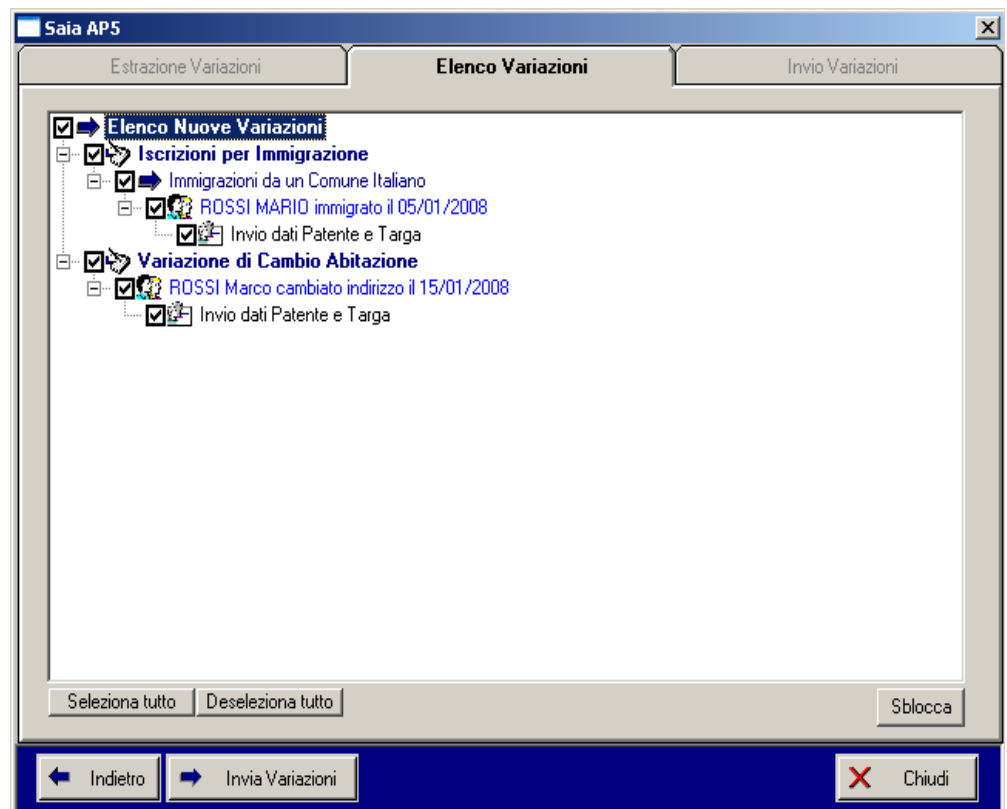 Saia AP5
Estrazione Variazioni
Elenco Variazioni
Invio Variazioni
Elenco Nuove Variazioni
Iscrizioni per Immigrazione
Immigrazioni da un Comune Italiano
ROSSI MARIO immigrato il 05/01/2008
Invio dati Patente e Targa
Variazione di Cambio Abitazione
ROSSI Marco cambiato indirizzo il 15/01/2008
Invio dati Patente e Targa
Seleziona tutto Deseleziona tutto Sblocca
Indietro Invia Variazioni Chiudi